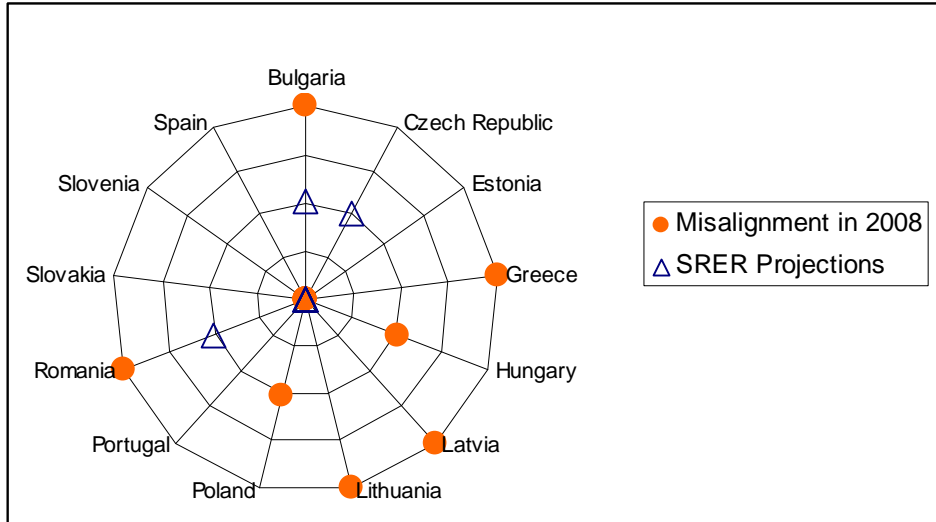 Bulgaria
Czech Republic
Spain
Estonia
Slovenia
Slovakia
Greece
Romania
Hungary
Portugal
Latvia
Poland
Lithuania
Misalignment in 2008
SRER Projections